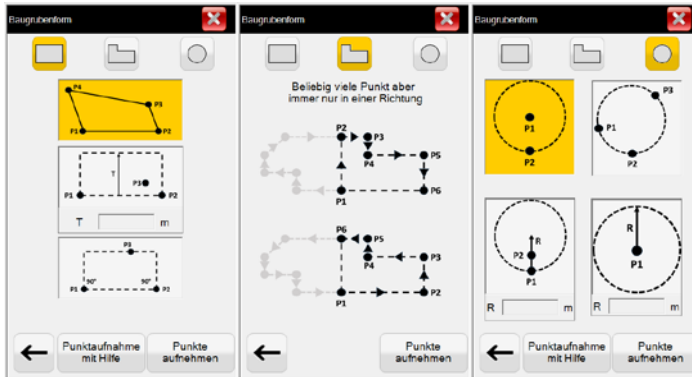 Baugrubenform
P4
P3
P1
P2
T
P3
P1
P2
T
m
P3
P1
90°
90°
P2
Punktaufnahme
mit Hilfe
Punkte
aufnehmen
Baugrubenform
Beliebig viele Punkt aber
immer nur in einer Richtung
P2
P3
P4
P5
P1
P6
P6
P5
P4
P3
P1
P2
Punkte
aufnehmen
Baugrubenform
P1
P2
P3
P1
P2
R
P2
P1
R
m
R
P1
R
m
Punktaufnahme
mit Hilfe
Punkte
aufnehmen